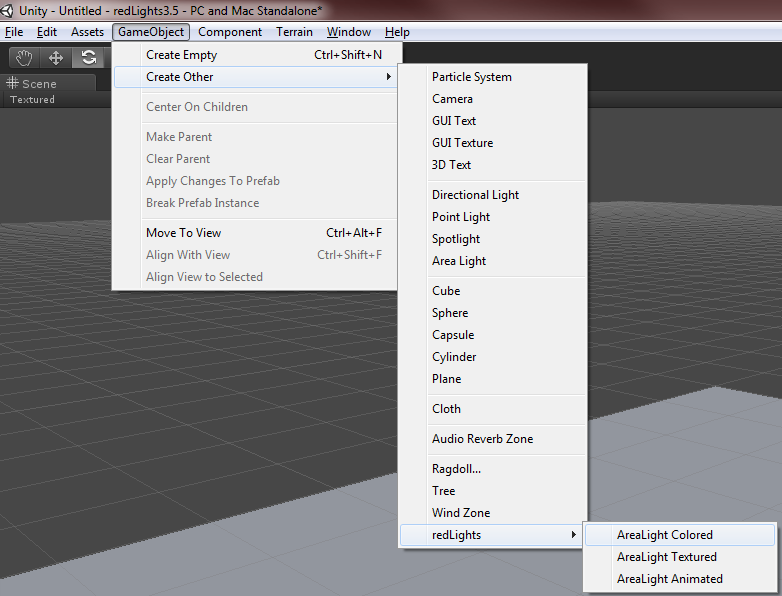 Unity - Untitled - redLights3.5 - PC and Mac Standalone*
File Edit Assets GameObject Component Terrain Window Help
Scene
Textured
Create Empty Ctrl+Shift+N
Create Other
Center On Children
Make Parent
Clear Parent
Apply Changes To Prefab
Break Prefab Instance
Move To View Ctrl+Alt+F
Align With View Ctrl+Shift+F
Align View to Selected
Particle System
Camera
GUI Text
GUI Texture
3D Text
Directional Light
Point Light
Spotlight
Area Light
Cube
Sphere
Capsule
Cylinder
Plane
Cloth
Audio Reverb Zone
Ragdoll...
Tree
Wind Zone
redLights
AreaLight Colored
AreaLight Textured
AreaLight Animated